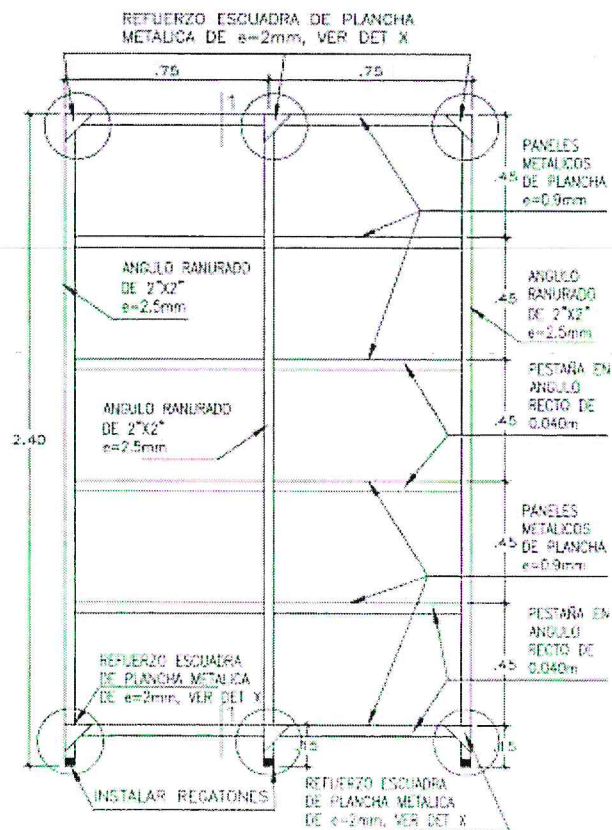 REFUERZO ESCUADRA DE PLANCHA
METALICA DE e=2mm, VER DET X
.75
.75
1
PANELES
METÁLICOS
DE PLANCHA
e=0.9mm
.45
ANGULO RANURADO
DE 2"X2"
e=2.5mm
.45
ANGULO
RANURADO
DE 2"X2"
e=2.5mm
PESTAÑA EN
ANGULO
RECTO DE
0.040m
.45
ANGULO RANURADO
DE 2"X2"
e=2.5mm
2.40
PANELES
METÁLICOS
DE PLANCHA
e=0.9mm
.45
PESTAÑA EN
ANGULO
RECTO DE
0.040m
.45
REFUERZO ESCUADRA
DE PLANCHA METALICA
DE e=2mm, VER DET X
1
.15
.15
INSTALAR REGATONES
REFUERZO ESCUADRA
DE PLANCHA METALICA
DE e=2mm, VER DET X